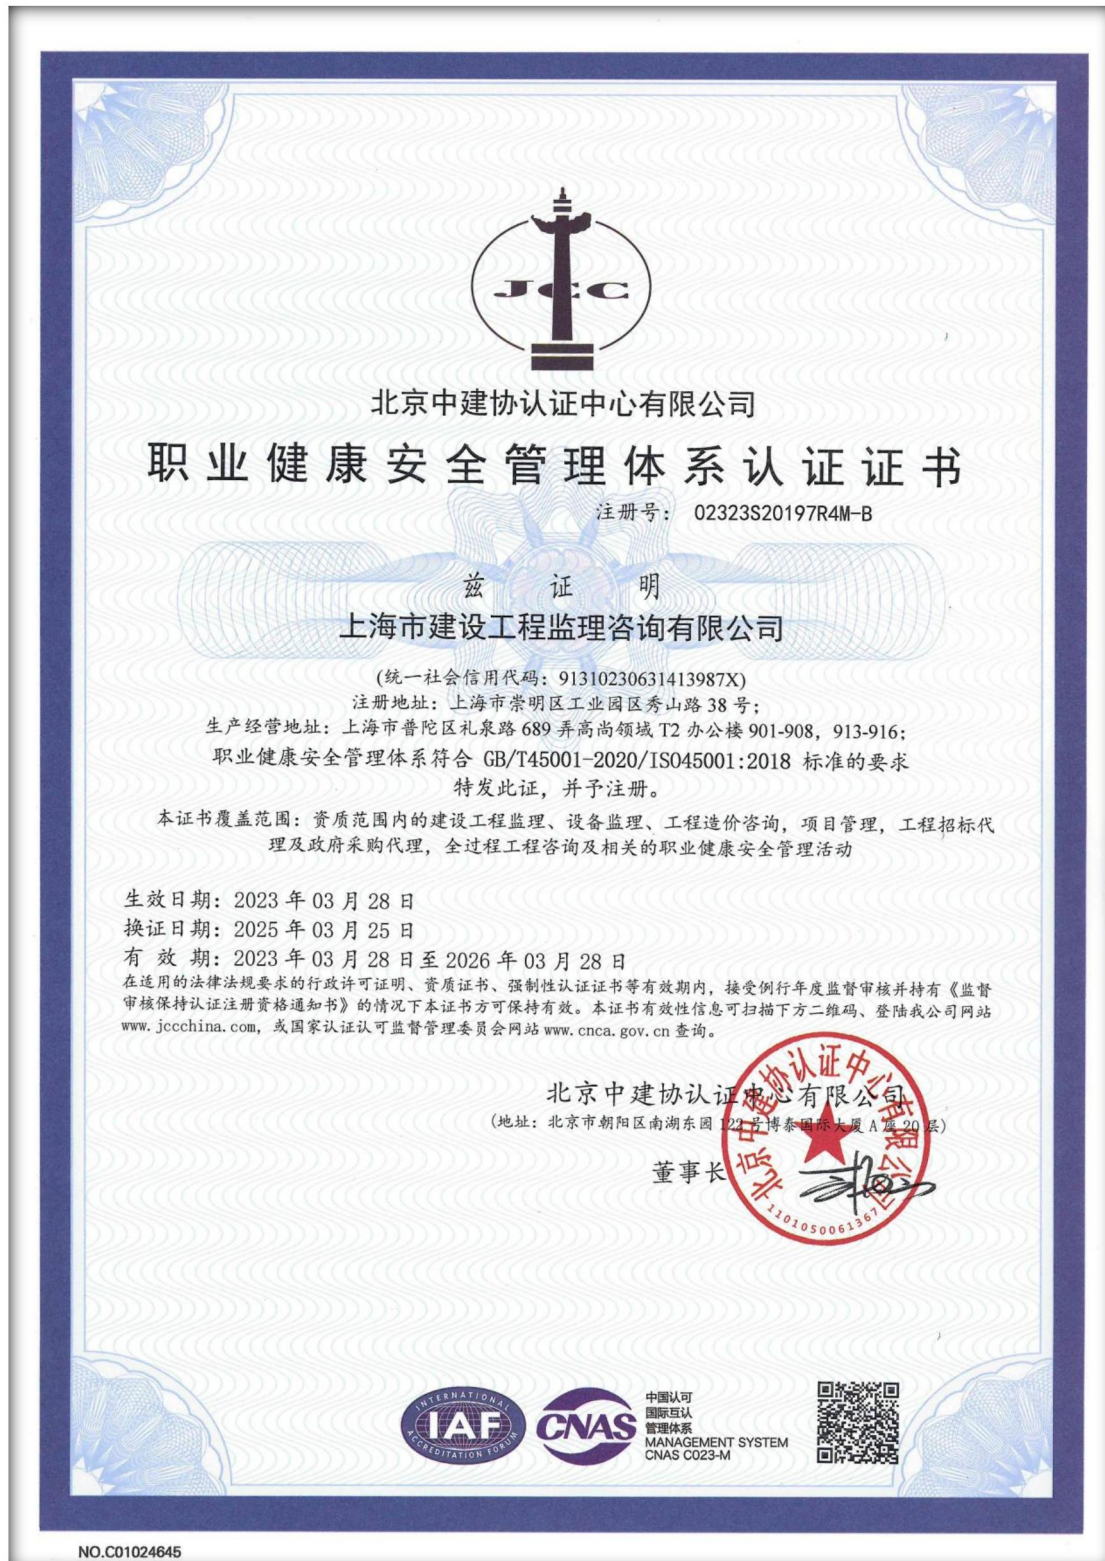 JCC
北京中建协认证中心有限公司
职业健康安全管理体系认证证书
注册号： 02323S20197R4M-B
兹 证 明
上海市建设工程监理咨询有限公司
(统一社会信用代码：91310230631413987X)
注册地址：上海市崇明区工业园区秀山路 38 号；
生产经营地址：上海市普陀区礼泉路 689 弄高尚领域 T2 办公楼 901-908，913-916；
职业健康安全管理体系符合 GB/T45001-2020/ISO45001:2018 标准的要求
特发此证，并予注册。
本证书覆盖范围：资质范围内的建设工程监理、设备监理、工程造价咨询，项目管理，工程招标代
理及政府采购代理，全过程工程咨询及相关的职业健康安全管理活动
生效日期：2023 年 03 月 28 日
换证日期：2025 年 03 月 25 日
有 效 期：2023 年 03 月 28 日至 2026 年 03 月 28 日
在适用的法律法规要求的行政许可证明、资质证书、强制性认证证书等有效期内，接受例行年度监督审核并持有《监督
审核保持认证注册资格通知书》的情况下本证书方可保持有效。本证书有效性信息可扫描下方二维码、登陆我公司网站
www.jccchina.com，或国家认证认可监督管理委员会网站 www.cnca.gov.cn 查询。
北京中建协认证中心有限公司
(地址：北京市朝阳区南湖东园 122 号博泰国际大厦 A 座 20 层)
董事长
北京中建协认证中心有限公司
1101050061367
INTERNATIONAL
IAF
ACCREDITATION FORUM
CNAS
中国认可
国际互认
管理体系
MANAGEMENT SYSTEM
CNAS C023-M
NO.C01024645